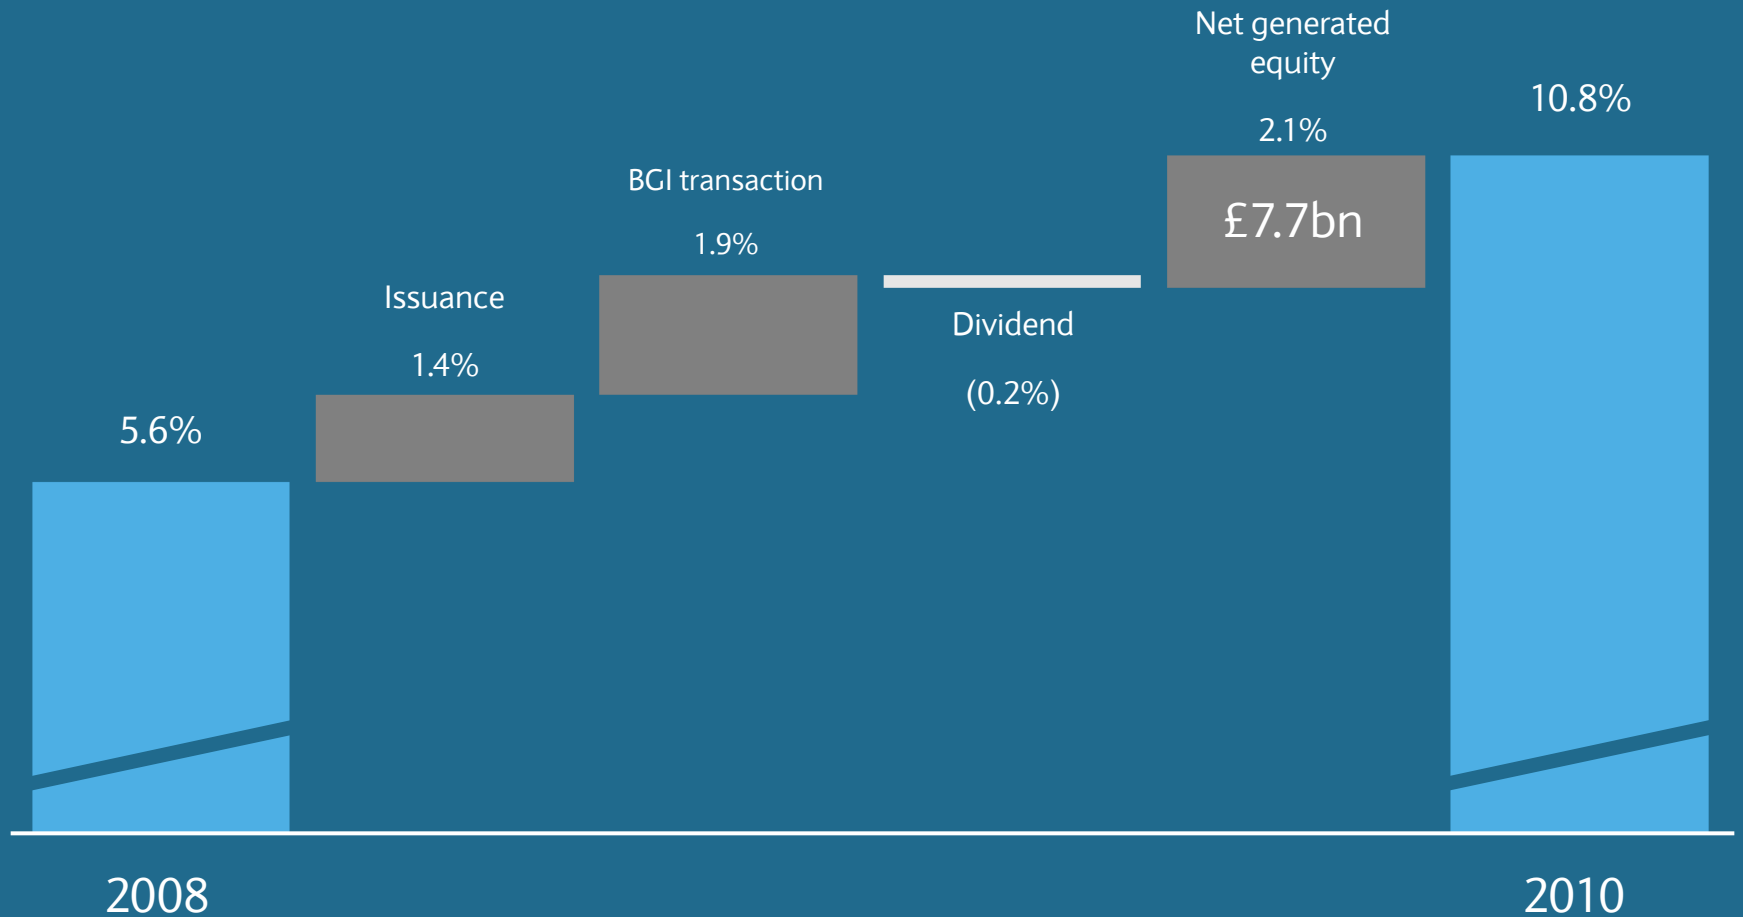 5.6%
Issuance
1.4%
BGI transaction
1.9%
Dividend
(0.2%)
Net generated
equity
2.1%
£7.7bn
10.8%
2008
2010